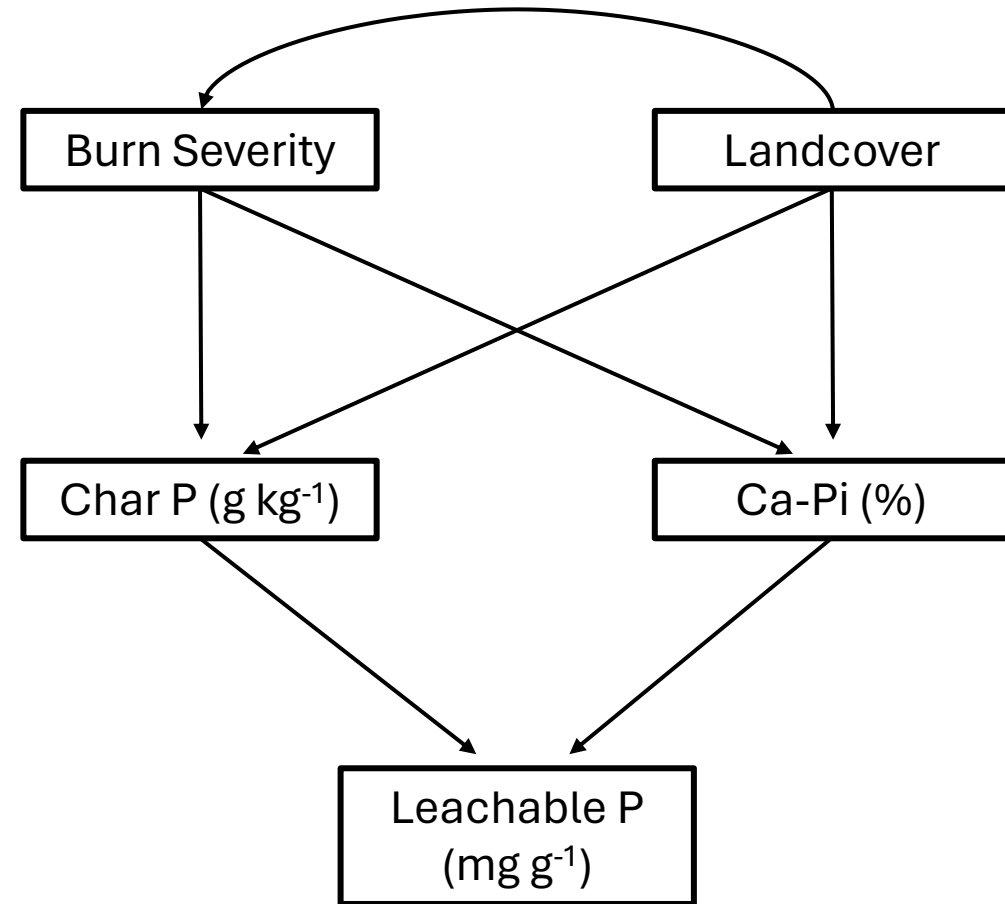 Burn Severity
Landcover
Char P (g kg⁻¹)
Ca-Pi (%)
Leachable P
(mg g⁻¹)